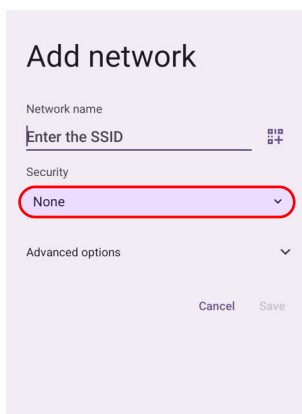 Add network
Network name
Enter the SSID
Security
None
Advanced options
Cancel Save